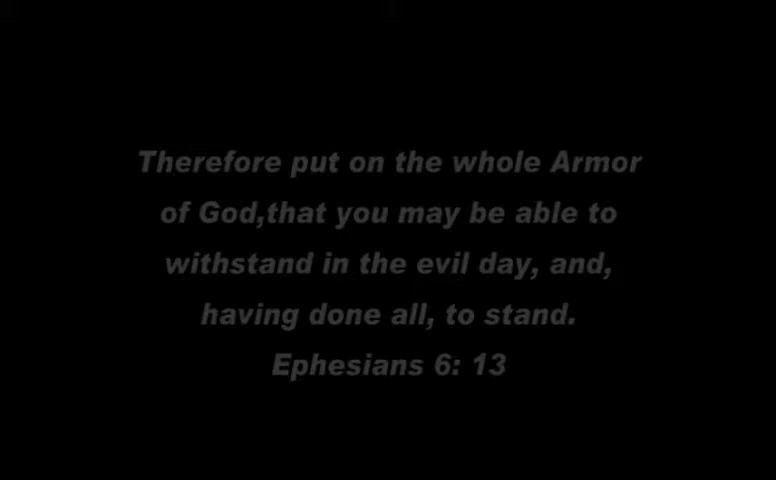 Therefore put on the whole Armor
of God,that you may be able to
withstand in the evil day, and,
having done all, to stand.
Ephesians 6: 13